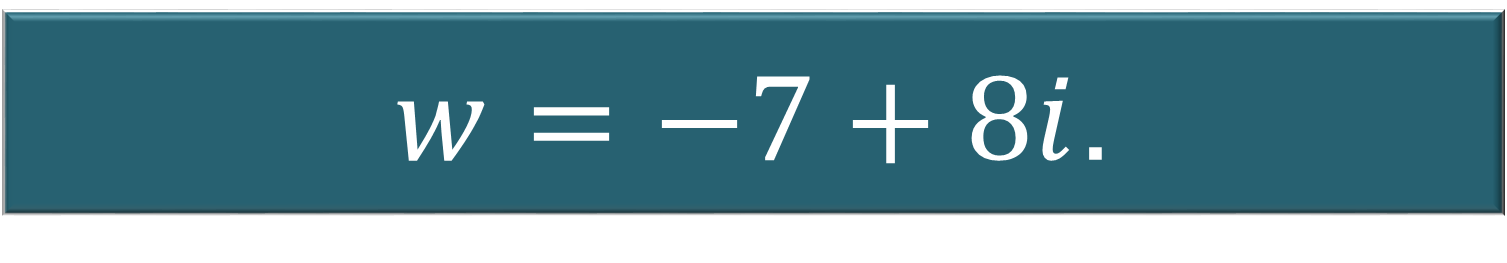 w = −7 + 8i.